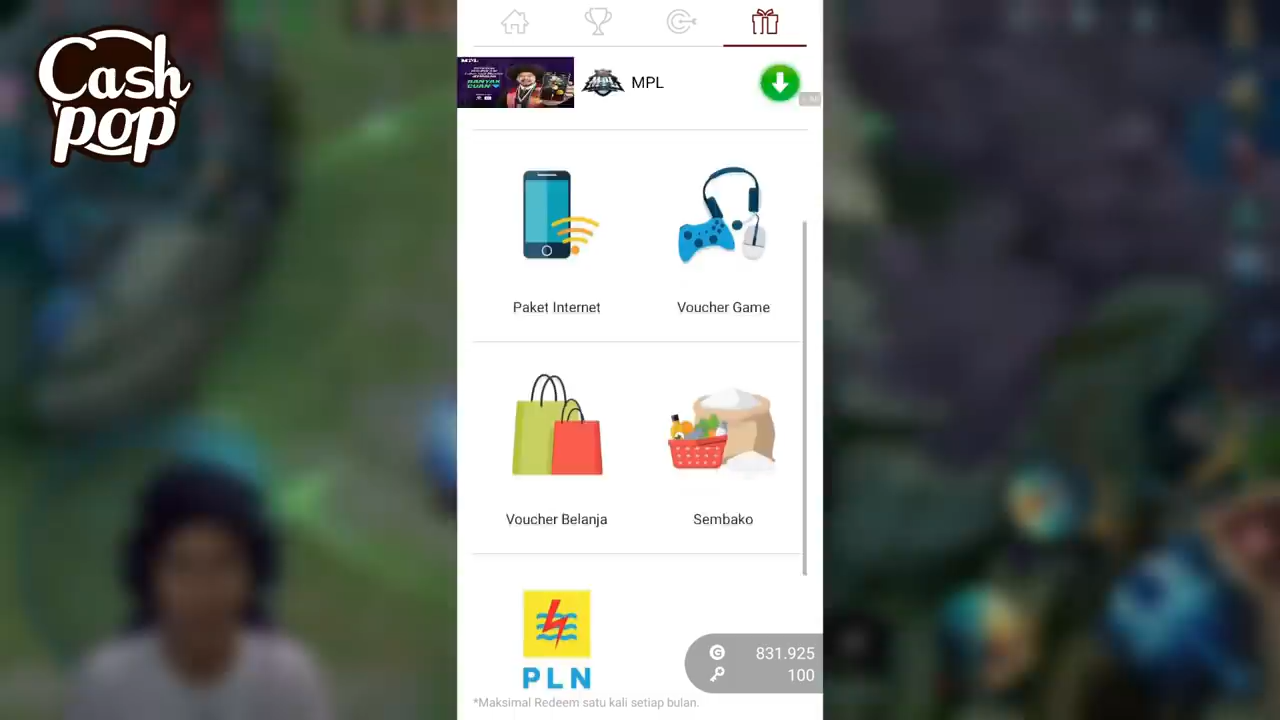 Cash
pop
MPL
Paket Internet
Voucher Game
Voucher Belanja
Sembako
PLN
831.925
100
*Maksimal Redeem satu kali setiap bulan.